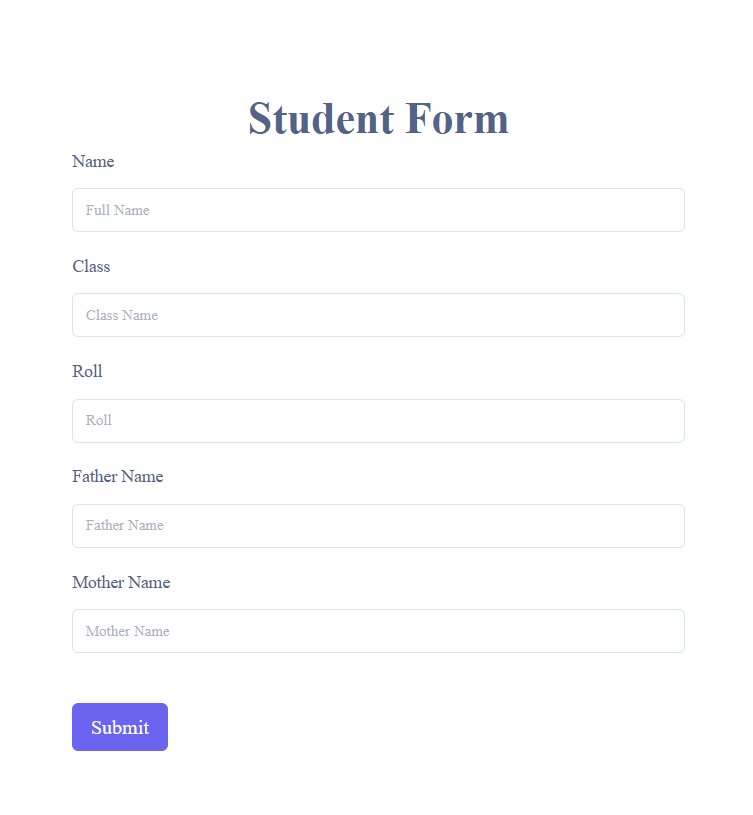 Student Form
Name
Full Name
Class
Class Name
Roll
Roll
Father Name
Father Name
Mother Name
Mother Name
Submit